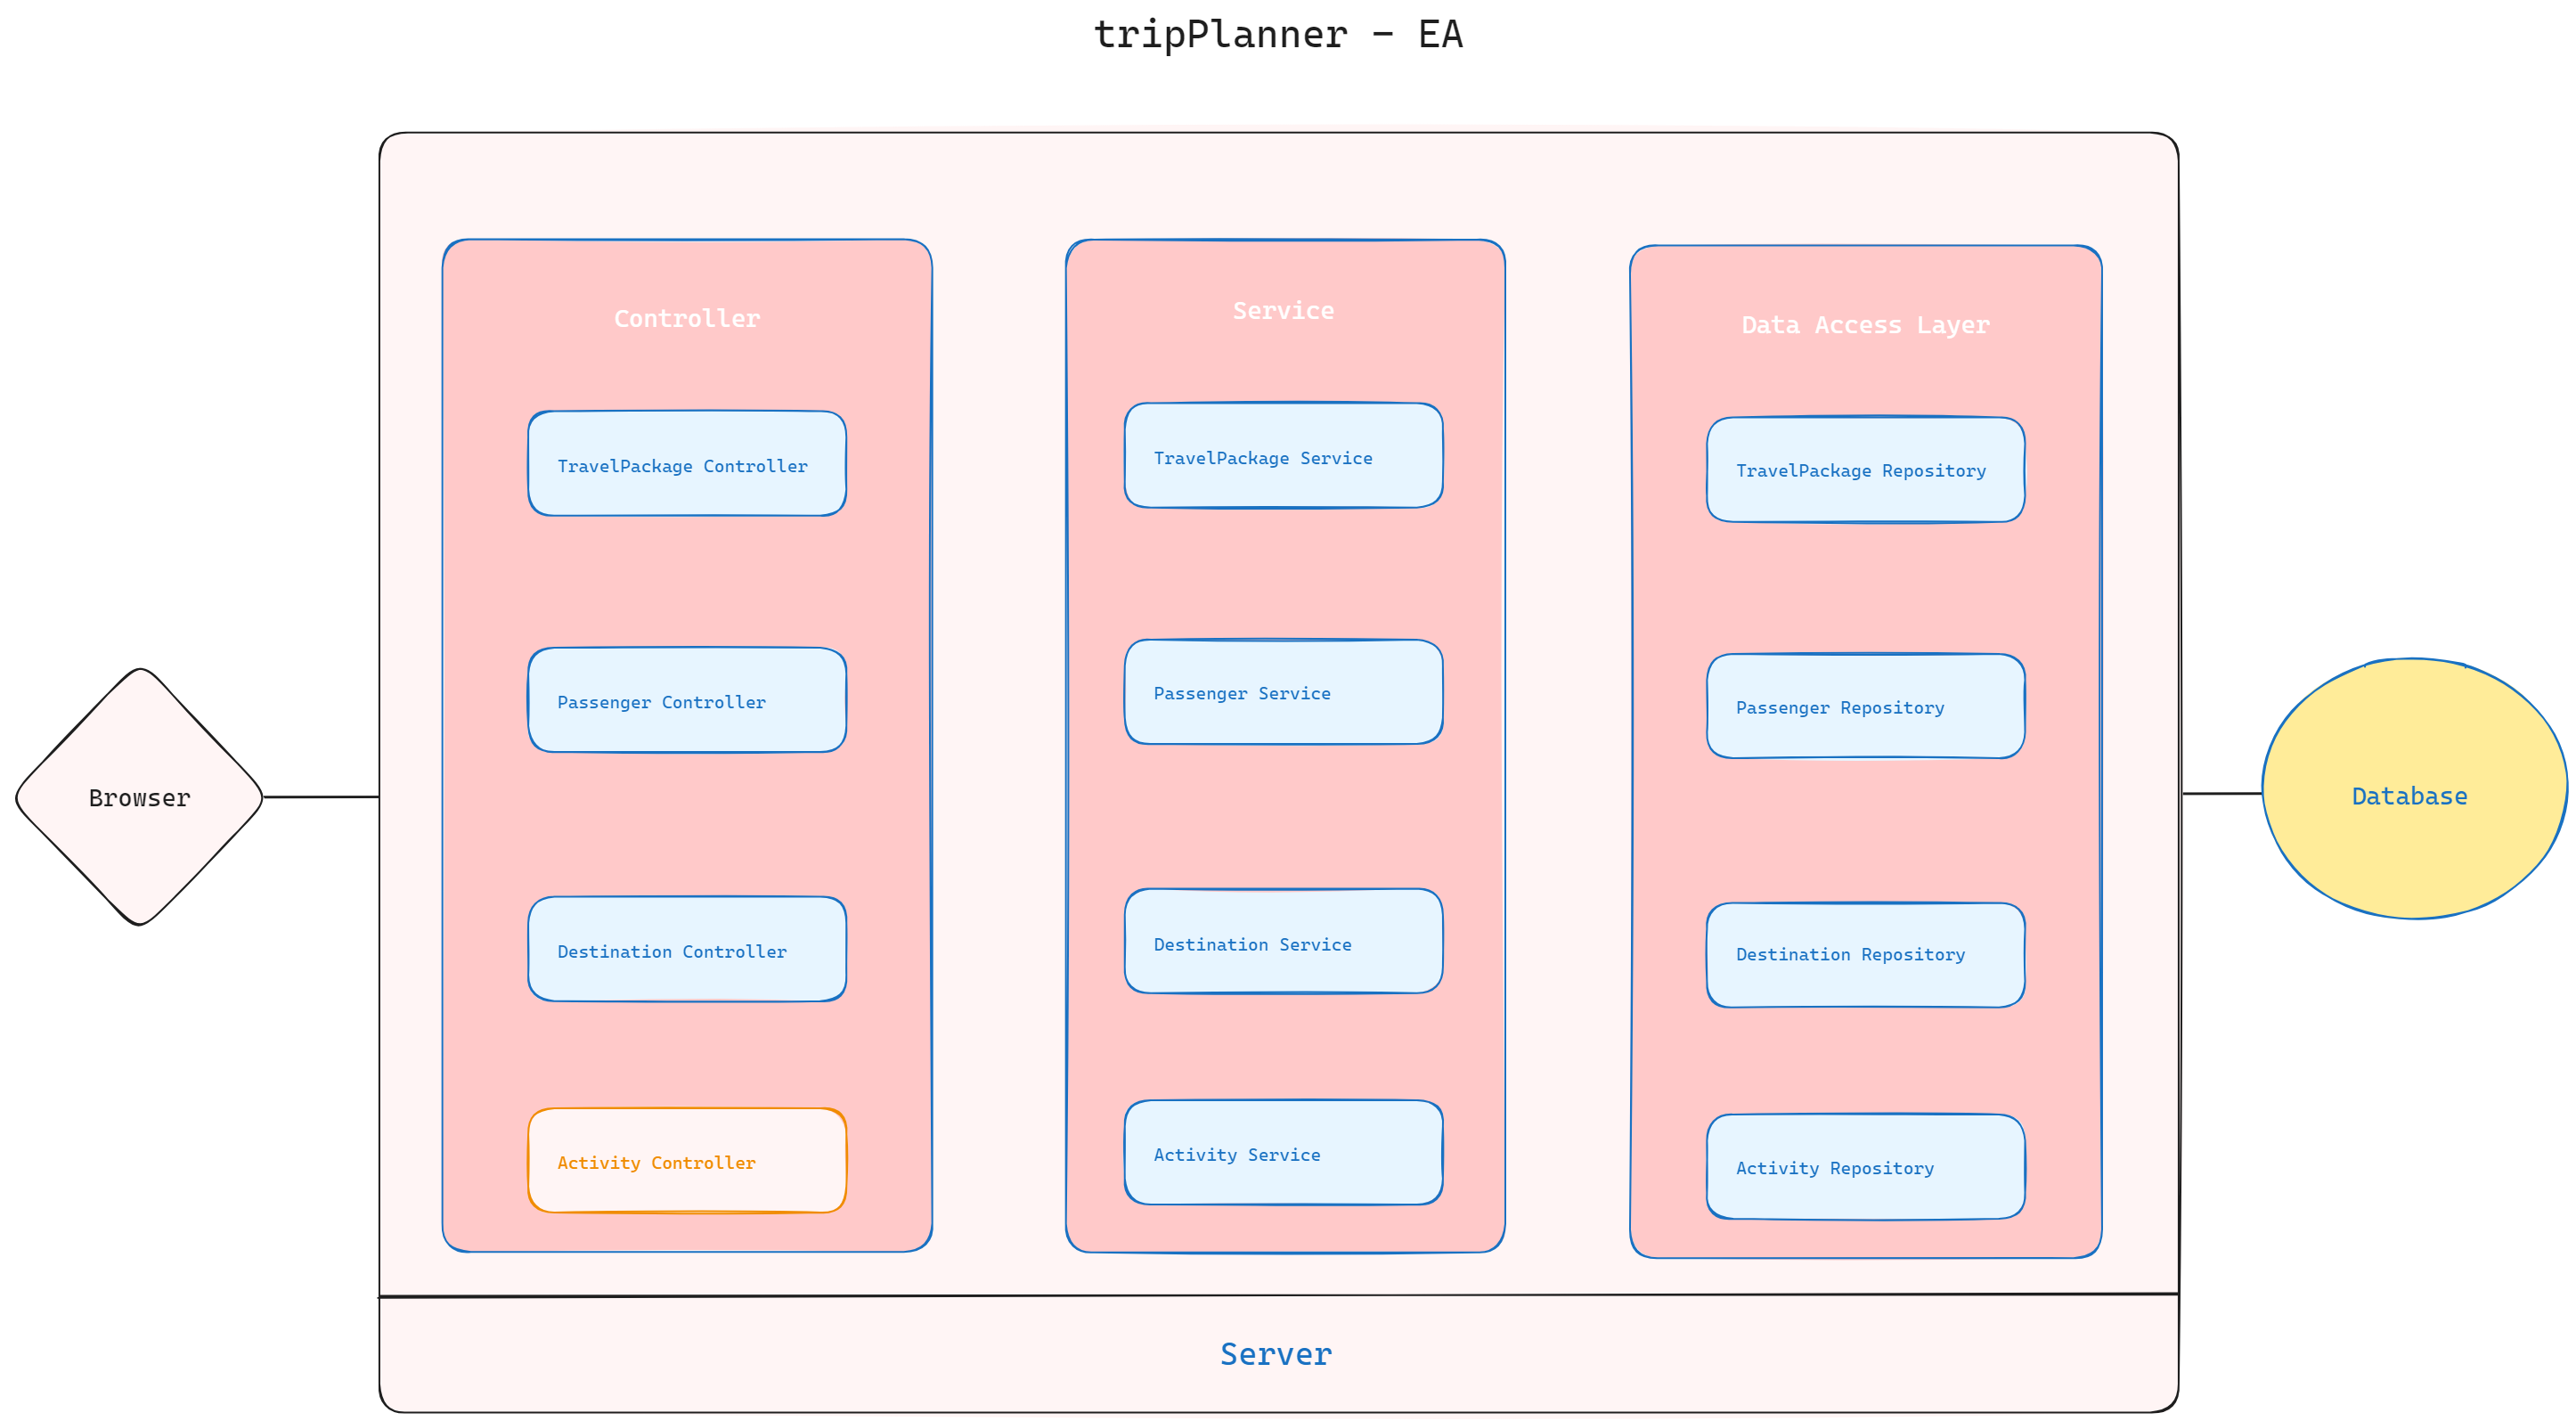 tripPlanner - EA
Controller
TravelPackage Controller
Passenger Controller
Destination Controller
Activity Controller
Service
TravelPackage Service
Passenger Service
Destination Service
Activity Service
Data Access Layer
TravelPackage Repository
Passenger Repository
Destination Repository
Activity Repository
Browser
Database
Server